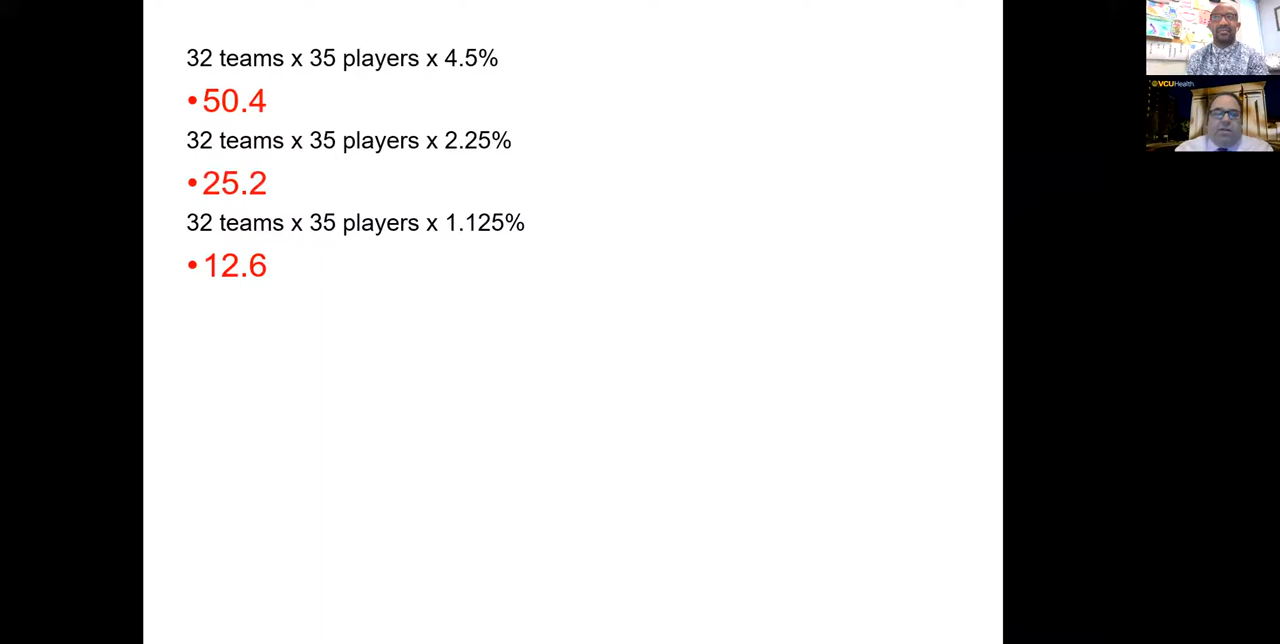 32 teams x 35 players x 4.5%
•50.4
32 teams x 35 players x 2.25%
•25.2
32 teams x 35 players x 1.125%
•12.6
VCUHealth